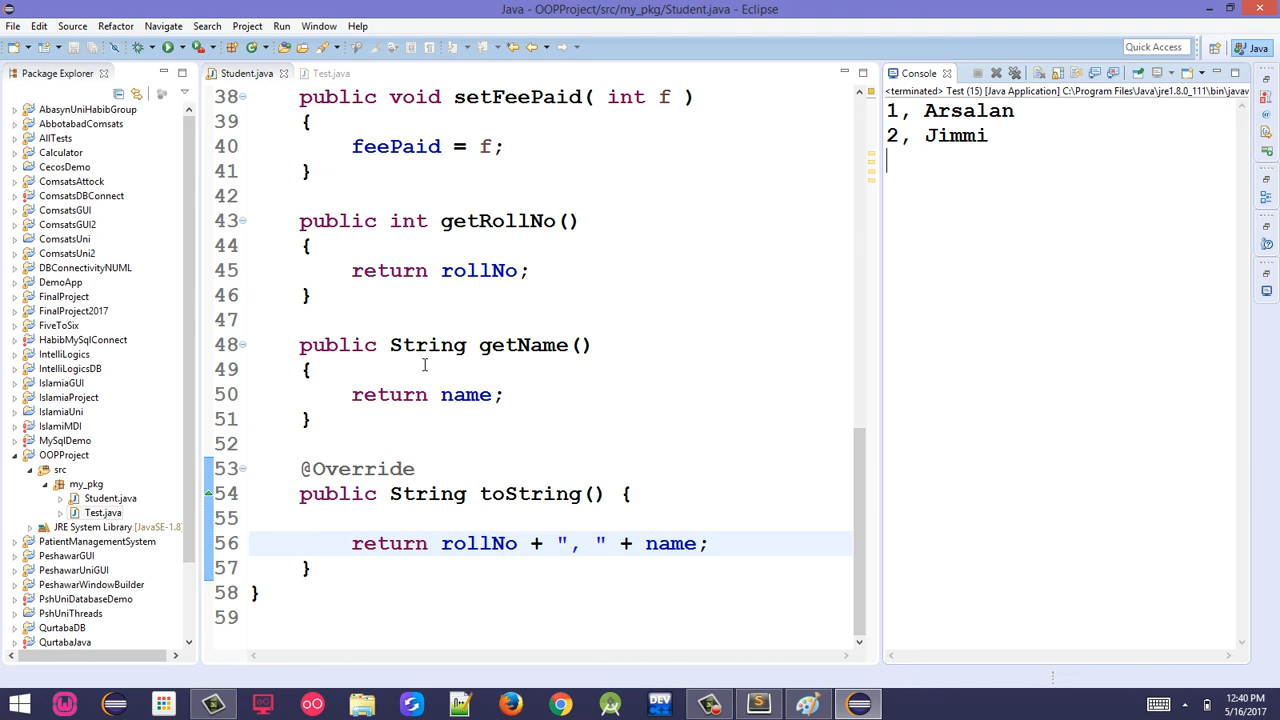 Java - OOPProject/src/my_pkg/Student.java - Eclipse
File Edit Source Refactor Navigate Search Project Run Window Help
Quick Access
Java
Package Explorer
AbasynUniHabibGroup
AbbotabadComsats
AllTests
Calculator
CecosDemo
ComsatsAttock
ComsatsDBConnect
ComsatsGUI
ComsatsGUI2
ComsatsUni
ComsatsUni2
DBConnectivityNUML
DemoApp
FinalProject
FinalProject2017
FiveToSix
HabibMySqlConnect
IntelliLogics
IntelliLogicsDB
IslamiaGUI
IslamiaProject
IslamiaUni
IslamiMDI
MySqlDemo
OOPProject
src
my_pkg
Student.java
Test.java
JRE System Library [JavaSE-1.8]
PatientManagementSystem
PeshawarGUI
PeshawarUniGUI
PeshawarWindowBuilder
PshUniDatabaseDemo
PshUniThreads
QurtabaDB
QurtabaJava
Student.java
Test.java
38 public void setFeePaid( int f )
39 {
40 feePaid = f;
41 }
42
43 public int getRollNo()
44 {
45 return rollNo;
46 }
47
48 public String getName()
49 {
50 return name;
51 }
52
53 @Override
54 public String toString() {
55
56 return rollNo + ", " + name;
57 }
58 }
59
Console
<terminated> Test (15) [Java Application] C:\Program Files\Java\jre1.8.0_111\bin\javaw
1, Arsalan
2, Jimmi
DEV
12:40 PM
5/16/2017